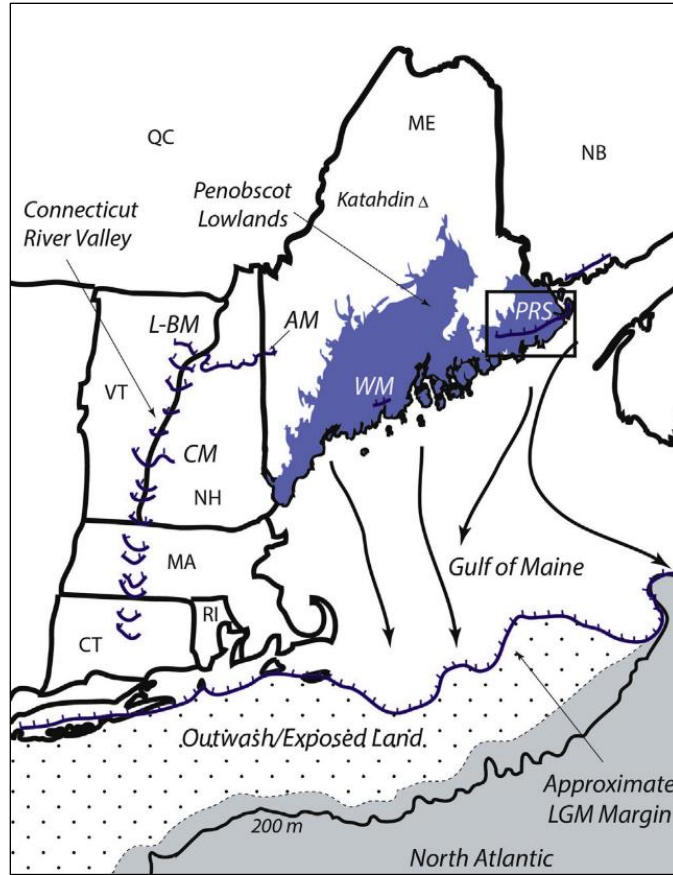 ME
QC
NB
Penobscot
Lowlands
Katahdin Δ
Connecticut
River Valley
L-BM
AM
PRS
VT
WM
CM
NH
MA
Gulf of Maine
RI
CT
Outwash/Exposed Land
Approximate
LGM Margin
200 m
North Atlantic